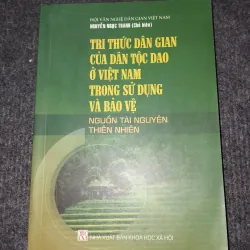 HỘI VĂN NGHỆ DÂN GIAN VIỆT NAM
NGUYỄN NGỌC THANH (Chủ biên)
TRI THỨC DÂN GIAN
CỦA DÂN TỘC DAO
Ở VIỆT NAM
TRONG SỬ DỤNG
VÀ BẢO VỆ
NGUỒN TÀI NGUYÊN
THIÊN NHIÊN
NHÀ XUẤT BẢN KHOA HỌC XÃ HỘI